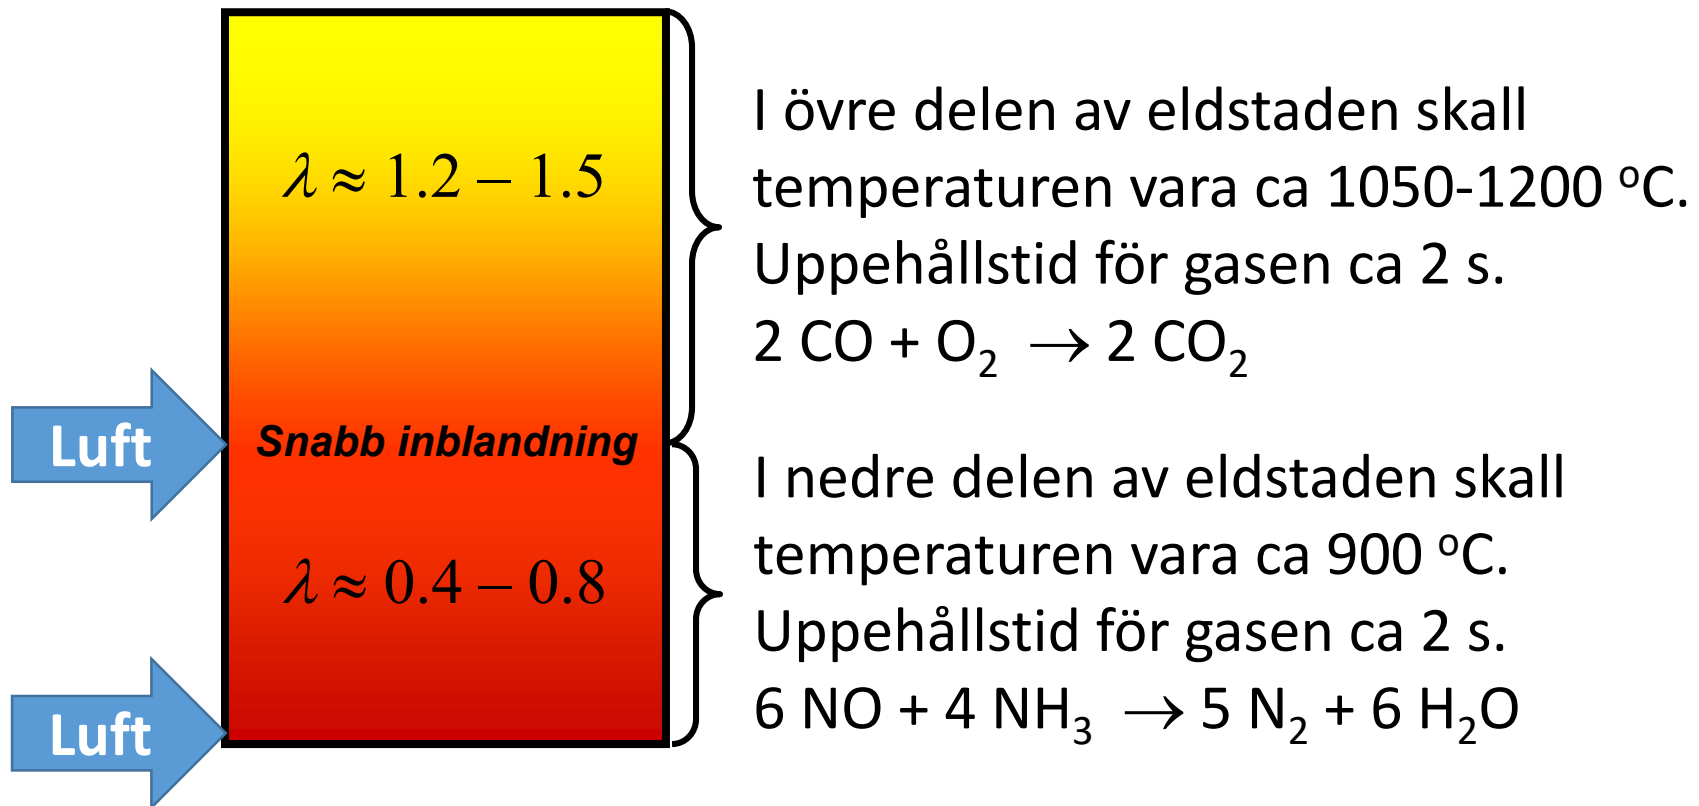 λ ≈ 1.2 – 1.5
I övre delen av eldstaden skall
temperaturen vara ca 1050-1200 °C.
Uppehållstid för gasen ca 2 s.
2 CO + O₂ → 2 CO₂
Luft
Snabb inblandning
I nedre delen av eldstaden skall
temperaturen vara ca 900 °C.
Uppehållstid för gasen ca 2 s.
6 NO + 4 NH₃ → 5 N₂ + 6 H₂O
λ ≈ 0.4 – 0.8
Luft